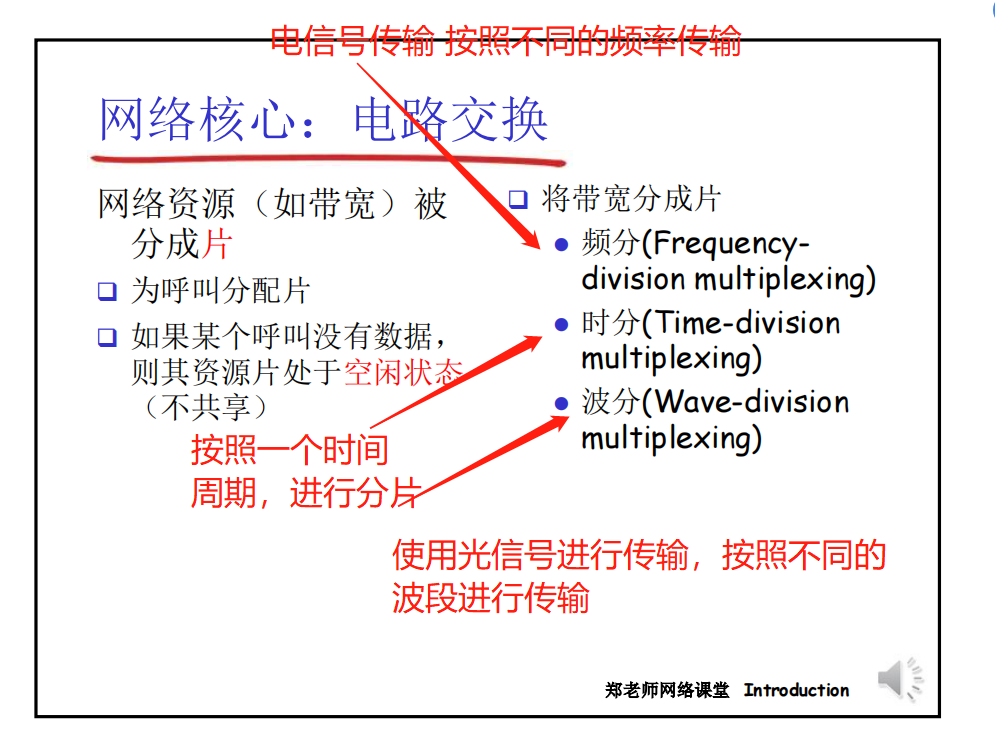 电信号传输 按照不同的频率传输
网络核心：电路交换
网络资源（如带宽）被
分成片
为呼叫分配片
如果某个呼叫没有数据，
则其资源片处于空闲状态
（不共享）
按照一个时间
周期，进行分片
将带宽分成片
频分(Frequency-
division multiplexing)
时分(Time-division
multiplexing)
波分(Wave-division
multiplexing)
使用光信号进行传输，按照不同的
波段进行传输
郑老师网络课堂 Introduction